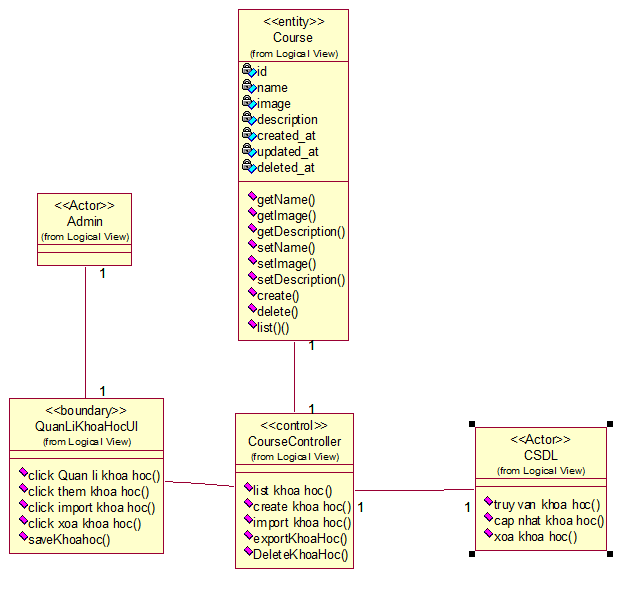 <<entity>>
Course
(from Logical View)
id
name
image
description
created_at
updated_at
deleted_at
getName()
getImage()
getDescription()
setName()
setImage()
setDescription()
create()
delete()
list()()
1
<<Actor>>
Admin
(from Logical View)
1
1
<<boundary>>
QuanLiKhoaHocUI
(from Logical View)
click Quan li khoa hoc()
click them khoa hoc()
click import khoa hoc()
click xoa khoa hoc()
saveKhoahoc()
1
<<control>>
CourseController
(from Logical View)
list khoa hoc()
create khoa hoc()
import khoa hoc()
exportKhoaHoc()
DeleteKhoaHoc()
1
1
<<Actor>>
CSDL
(from Logical View)
truy van khoa hoc()
cap nhat khoa hoc()
xoa khoa hoc()